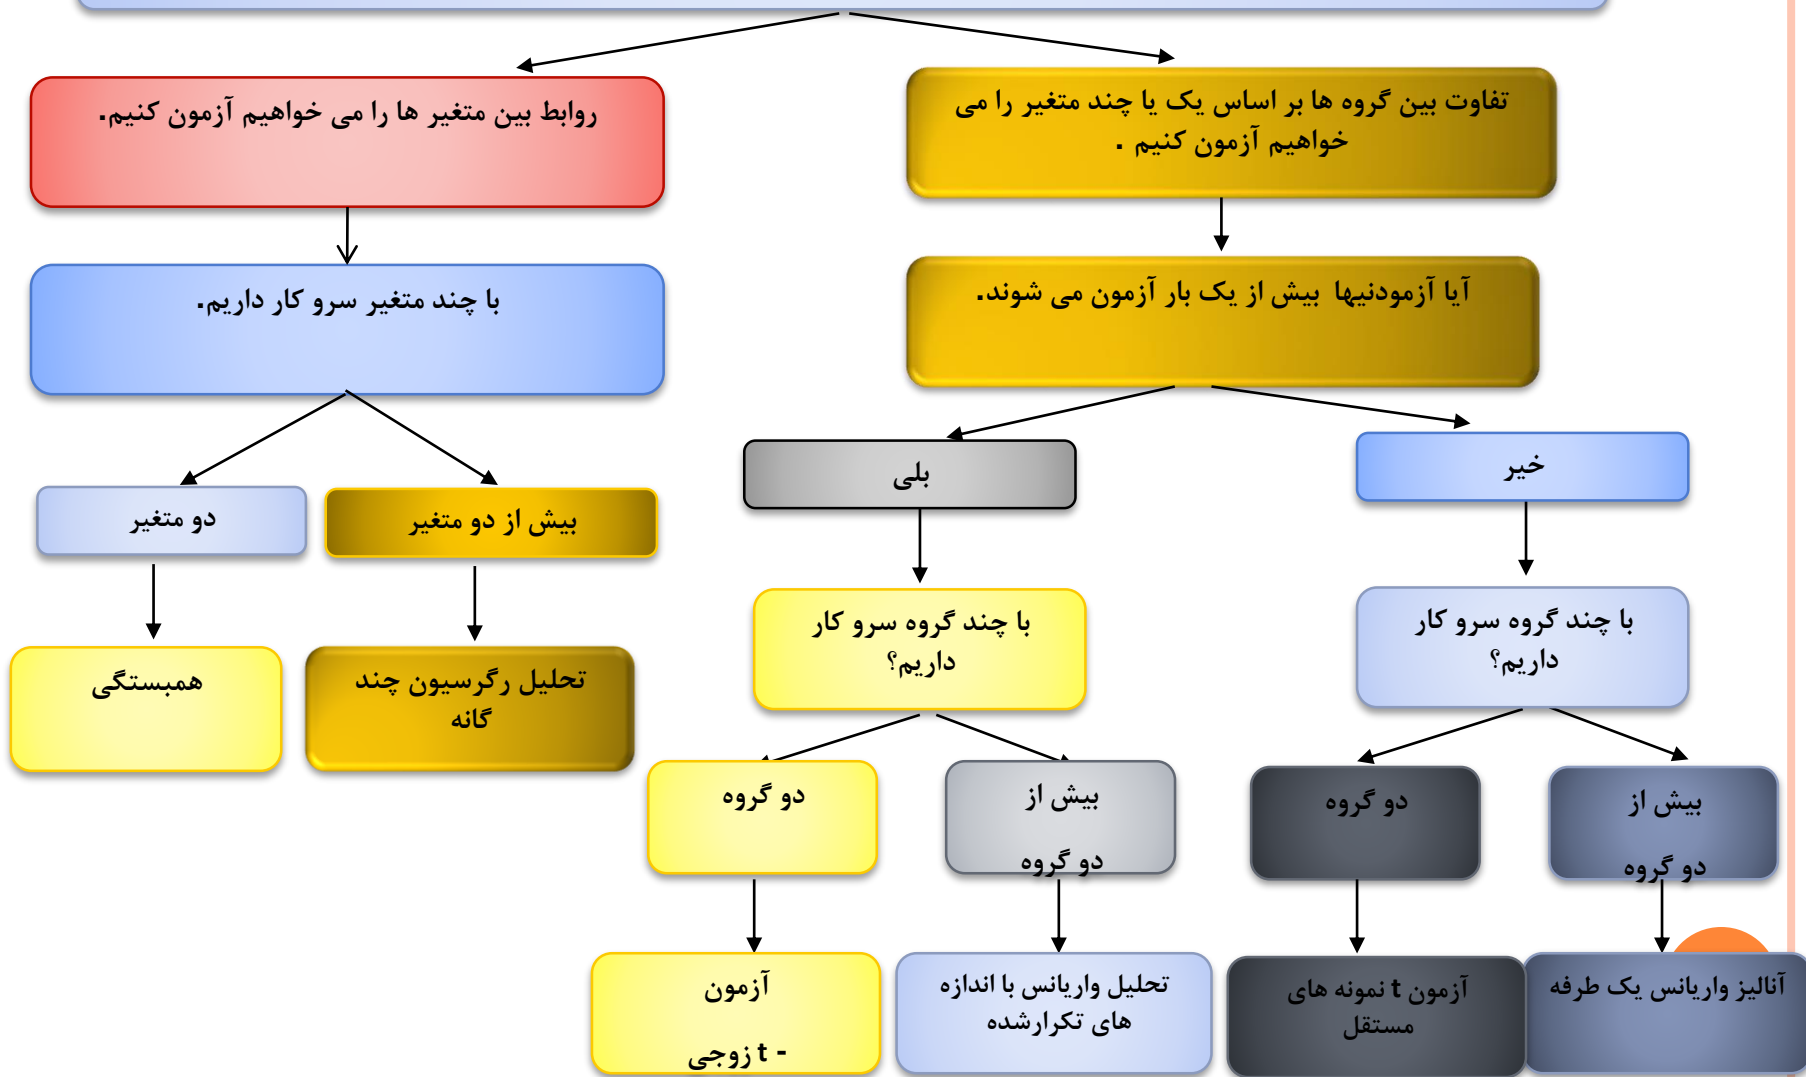 روابط بین متغیر ها را می خواهیم آزمون کنیم.
تفاوت بین گروه ها بر اساس یک یا چند متغیر را می
خواهیم آزمون کنیم .
با چند متغیر سرو کار داریم.
آیا آزمودنیها بیش از یک بار آزمون می شوند.
بلی
خیر
دو متغیر
بیش از دو متغیر
با چند گروه سرو کار
داریم؟
با چند گروه سرو کار
داریم؟
همبستگی
تحلیل رگرسیون چند
گانه
دو گروه
بیش از
دو گروه
دو گروه
بیش از
دو گروه
آزمون
- t زوجی
تحلیل واریانس با اندازه
های تکرارشده
آزمون t نمونه های
مستقل
آنالیز واریانس یک طرفه